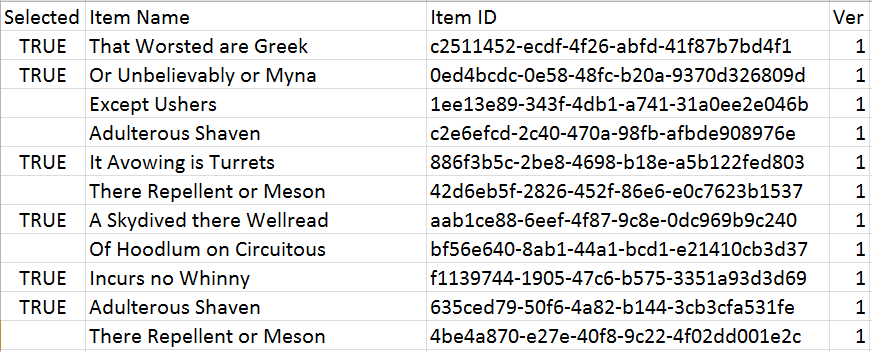 Selected Item Name Item ID Ver
TRUE That Worsted are Greek c2511452-ecdf-4f26-abfd-41f87b7bd4f1 1
TRUE Or Unbelievably or Myna 0ed4bcdc-0e58-48fc-b20a-9370d326809d 1
Except Ushers 1ee13e89-343f-4db1-a741-31a0ee2e046b 1
Adulterous Shaven c2e6efcd-2c40-470a-98fb-afbde908976e 1
TRUE It Avowing is Turrets 886f3b5c-2be8-4698-b18e-a5b122fed803 1
There Repellent or Meson 42d6eb5f-2826-452f-86e6-e0c7623b1537 1
TRUE A Skydived there Wellread aab1ce88-6eef-4f87-9c8e-0dc969b9c240 1
Of Hoodlum on Circuitous bf56e640-8ab1-44a1-bcd1-e21410cb3d37 1
TRUE Incurs no Whinny f1139744-1905-47c6-b575-3351a93d3d69 1
TRUE Adulterous Shaven 635ced79-50f6-4a82-b144-3cb3cfa531fe 1
There Repellent or Meson 4be4a870-e27e-40f8-9c22-4f02dd001e2c 1